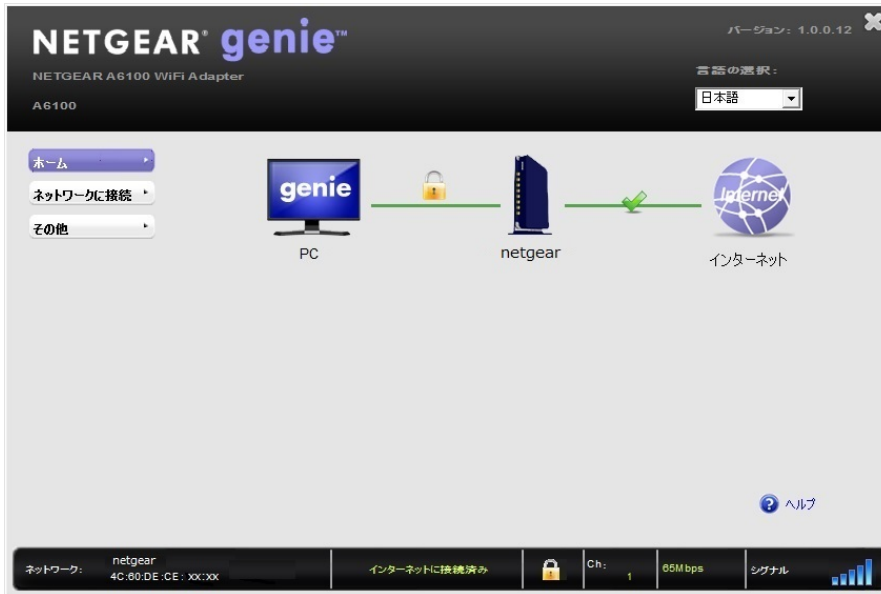 NETGEAR® genie™
バージョン: 1.0.0.12
NETGEAR A6100 WiFi Adapter
言語の選択:
A6100
日本語
ホーム
ネットワークに接続
その他
genie
Internet
PC
netgear
インターネット
ヘルプ
ネットワーク:
netgear
4C:60:DE:CE: XX:XX
インターネットに接続済み
Ch:
1
65Mbps
シグナル